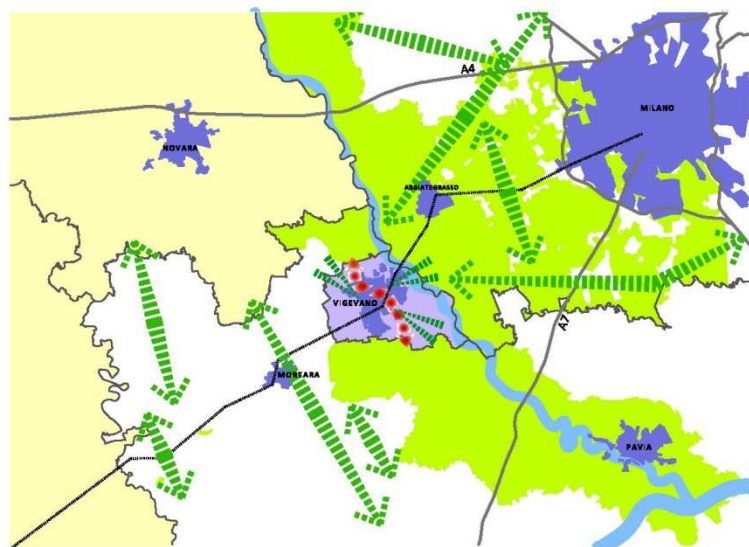 A4
MILANO
NOVARA
ABBIATEGRASSO
VIGEVANO
A7
MORTARA
PAVIA